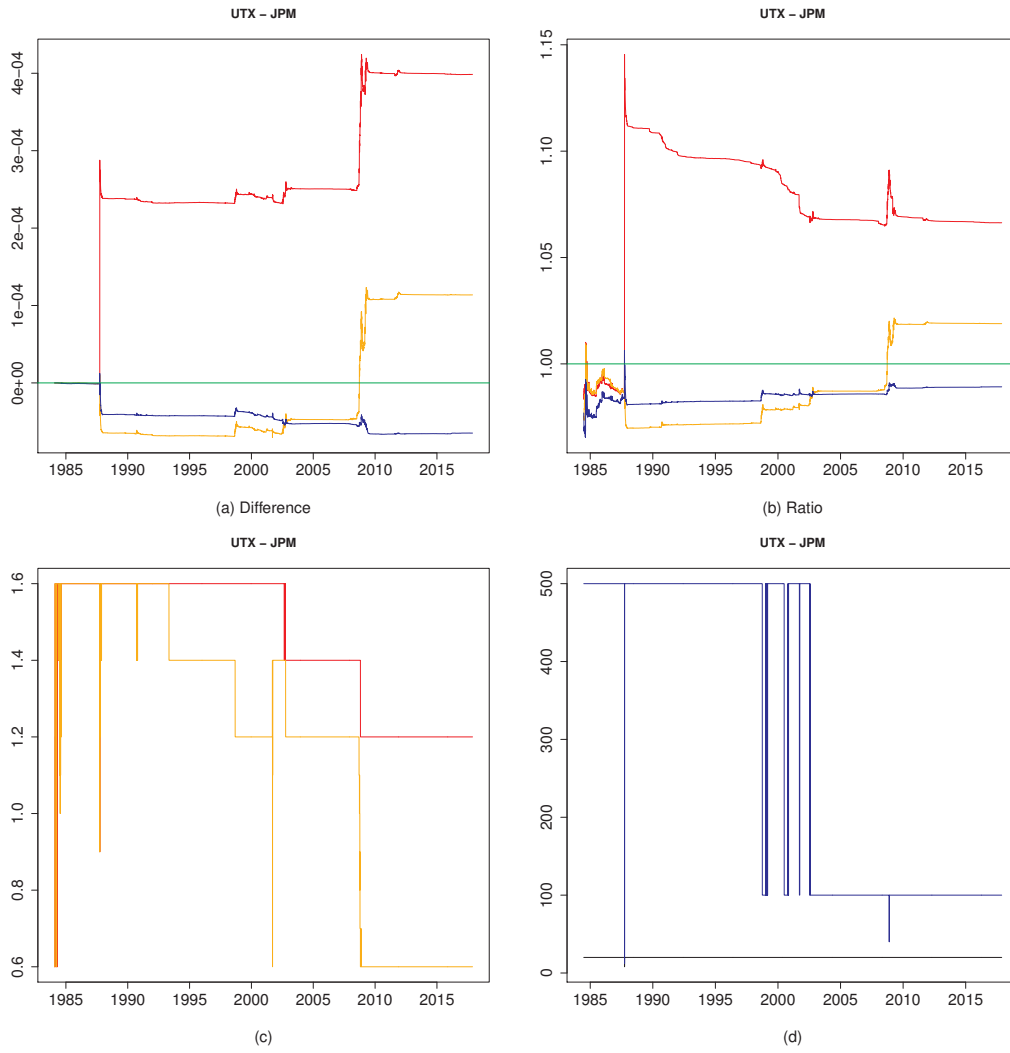 UTX – JPM
UTX – JPM
4e−04
3e−04
2e−04
1e−04
0e+00
1985 1990 1995 2000 2005 2010 2015
1.15
1.10
1.05
1.00
1985 1990 1995 2000 2005 2010 2015
(a) Difference
(b) Ratio
UTX – JPM
UTX – JPM
1.6
1.4
1.2
1.0
0.8
0.6
1985 1990 1995 2000 2005 2010 2015
500
400
300
200
100
0
1985 1990 1995 2000 2005 2010 2015
(c)
(d)